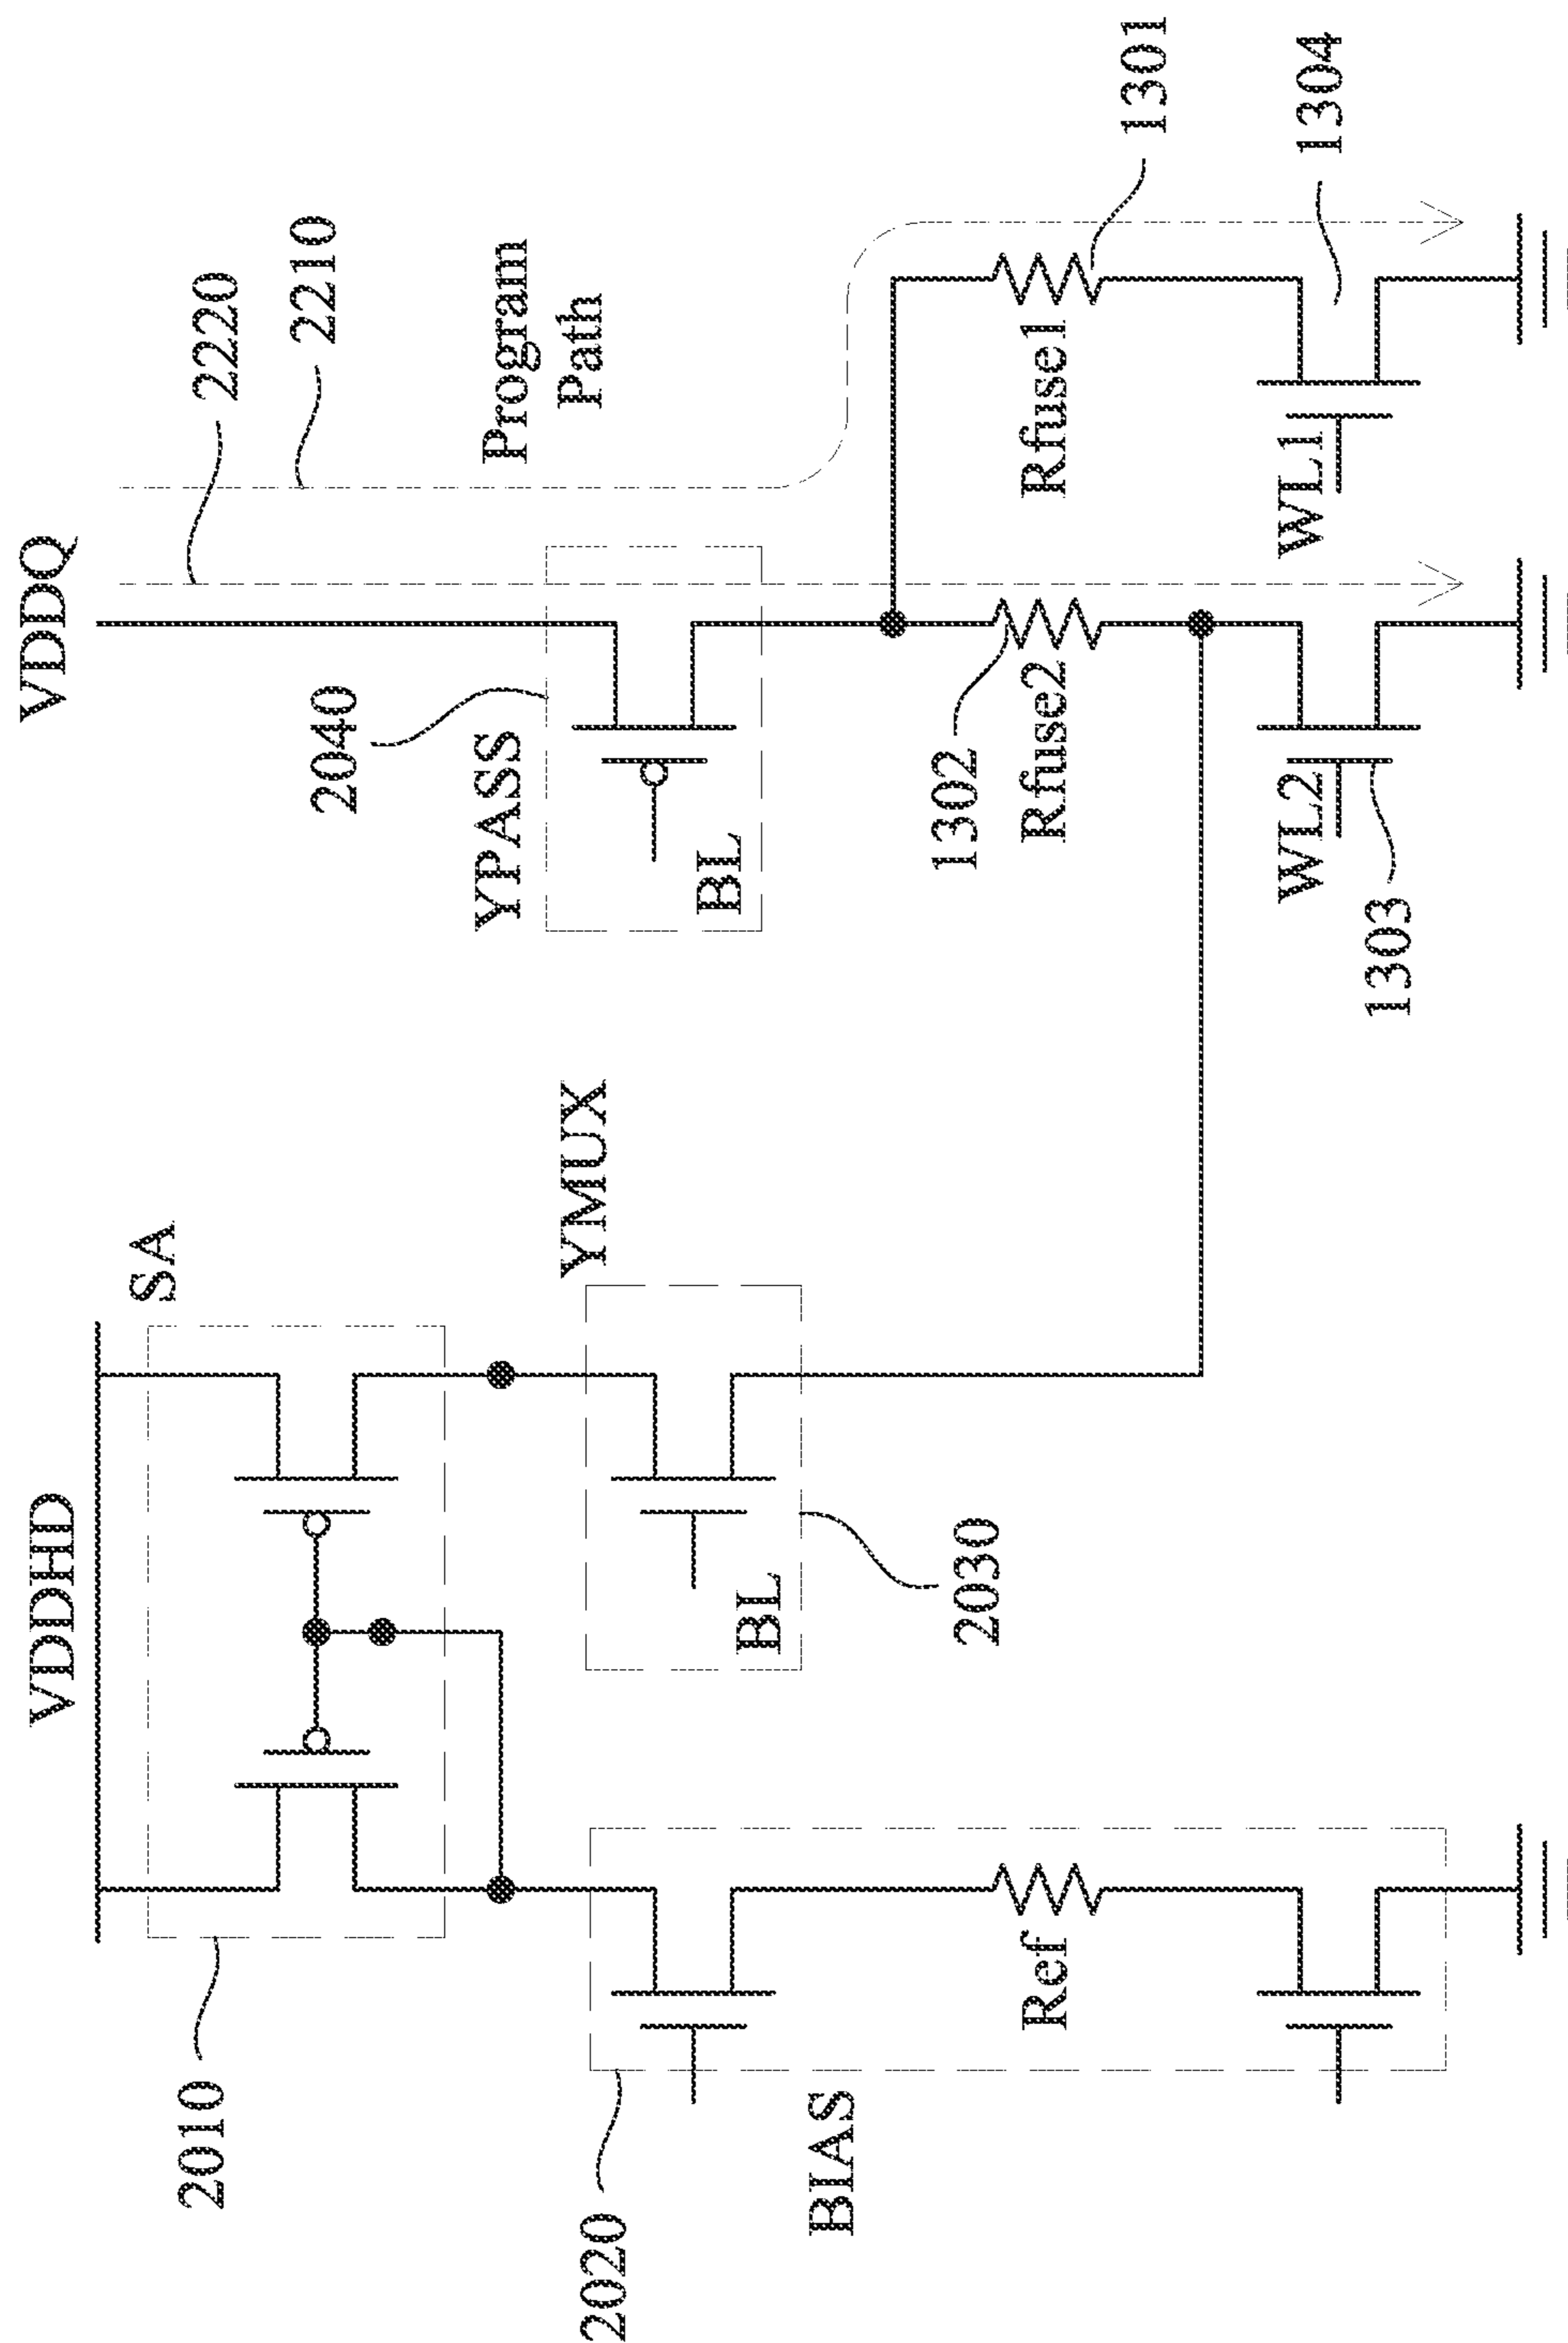 VDDHD
VDDQ
2220
2210
SA
2010
2040
Program
Path
YPASS
BL
YMUX
BL
2030
2020
BIAS
Ref
1302
Rfuse2
Rfuse1
1301
WL2
1303
WL1
1304